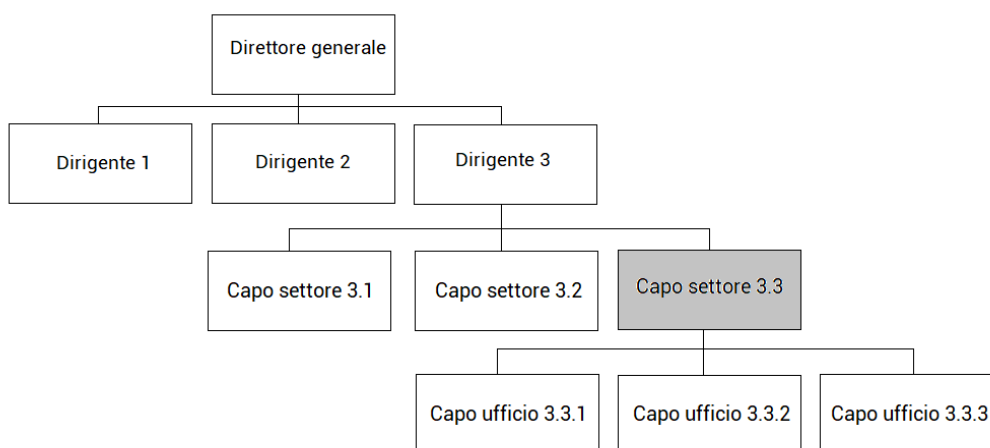 Direttore generale
Dirigente 1
Dirigente 2
Dirigente 3
Capo settore 3.1
Capo settore 3.2
Capo settore 3.3
Capo ufficio 3.3.1
Capo ufficio 3.3.2
Capo ufficio 3.3.3